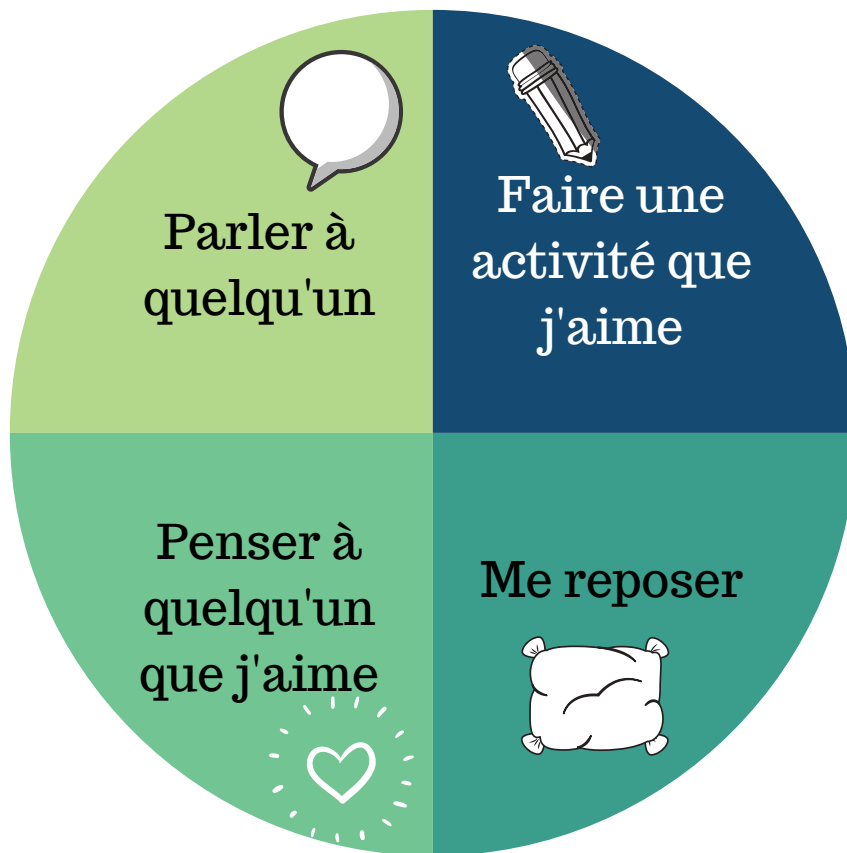 Parler à
quelqu'un
Faire une
activité que
j'aime
Penser à
quelqu'un
que j'aime
Me reposer